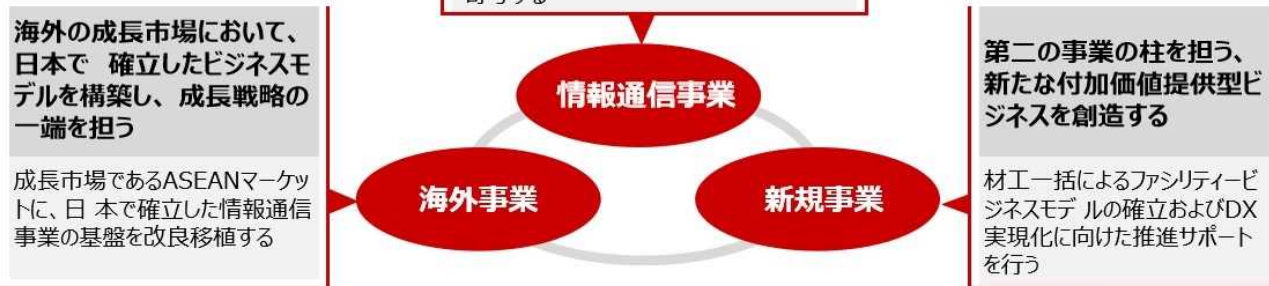 海外の成長市場において、
日本で 確立したビジネスモ
デルを構築し、成長戦略の
一端を担う
成長市場であるASEANマーケッ
トに、日 本で確立した情報通信
事業の基盤を改良移植する
情報通信事業
海外事業
新規事業
第二の事業の柱を担う、
新たな付加価値提供型ビ
ジネスを創造する
材工一括によるファシリティービ
ジネスモデ ルの確立およびDX
実現化に向けた推進サポート
を行う